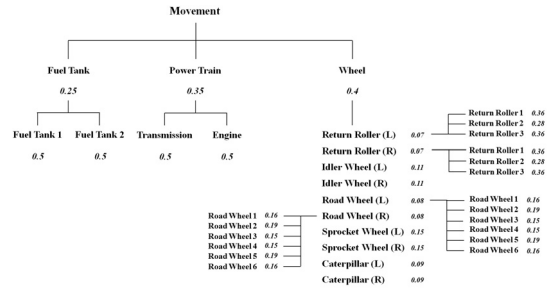 Movement
Fuel Tank
0.25
Power Train
0.35
Wheel
0.4
Fuel Tank 1
0.5
Fuel Tank 2
0.5
Transmission
0.5
Engine
0.5
Return Roller (L) 0.07
Return Roller (R) 0.07
Idler Wheel (L) 0.11
Idler Wheel (R) 0.11
Road Wheel (L) 0.08
Road Wheel (R) 0.08
Sprocket Wheel (L) 0.15
Sprocket Wheel (R) 0.15
Caterpillar (L) 0.09
Caterpillar (R) 0.09
Return Roller 1 0.36
Return Roller 2 0.28
Return Roller 3 0.36
Return Roller 1 0.36
Return Roller 2 0.28
Return Roller 3 0.36
Road Wheel 1 0.16
Road Wheel 2 0.19
Road Wheel 3 0.15
Road Wheel 4 0.15
Road Wheel 5 0.19
Road Wheel 6 0.16
Road Wheel 1 0.16
Road Wheel 2 0.19
Road Wheel 3 0.15
Road Wheel 4 0.15
Road Wheel 5 0.19
Road Wheel 6 0.16